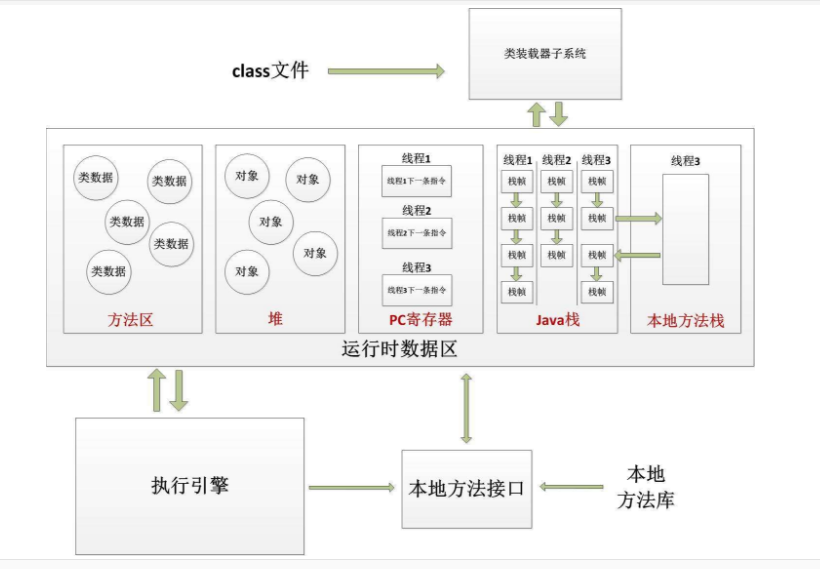 类装载器子系统
class文件
线程1
线程1下一条指令
线程2
线程2下一条指令
线程3
线程3下一条指令
线程1 线程2 线程3
线程3
类数据
类数据
类数据
类数据
类数据
对象
对象
对象
对象
对象
栈帧 栈帧 栈帧
栈帧 栈帧 栈帧
栈帧 栈帧 栈帧
栈帧 栈帧
方法区
堆
PC寄存器
Java栈
本地方法栈
运行时数据区
执行引擎
本地方法接口
本地
方法库